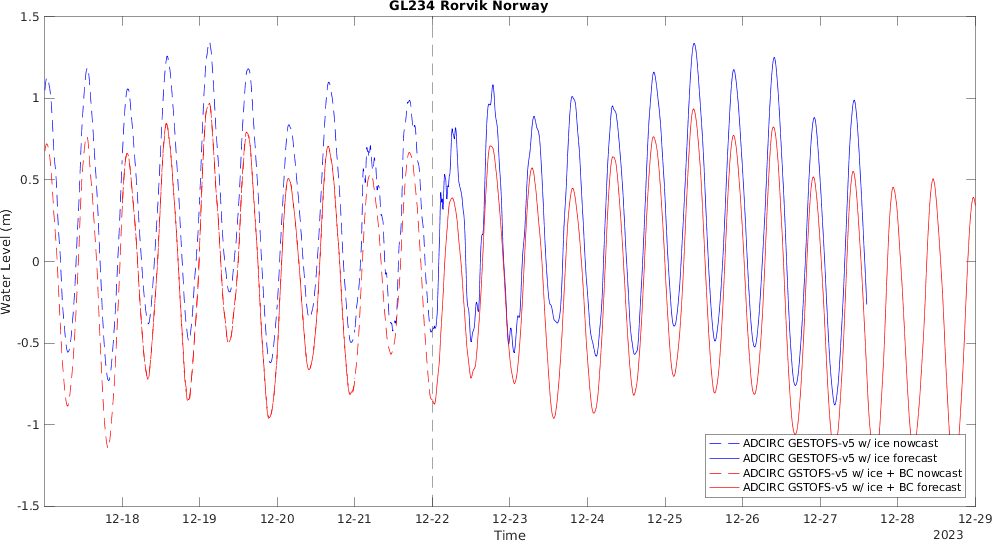 GL234 Rorvik Norway
1.5
1
0.5
0
-0.5
-1
-1.5
Water Level (m)
12-18 12-19 12-20 12-21 12-22 12-23 12-24 12-25 12-26 12-27 12-28 12-29
Time
2023
ADCIRC GESTOFS-v5 w/ ice nowcast
ADCIRC GESTOFS-v5 w/ ice forecast
ADCIRC GSTOFS-v5 w/ ice + BC nowcast
ADCIRC GSTOFS-v5 w/ ice + BC forecast